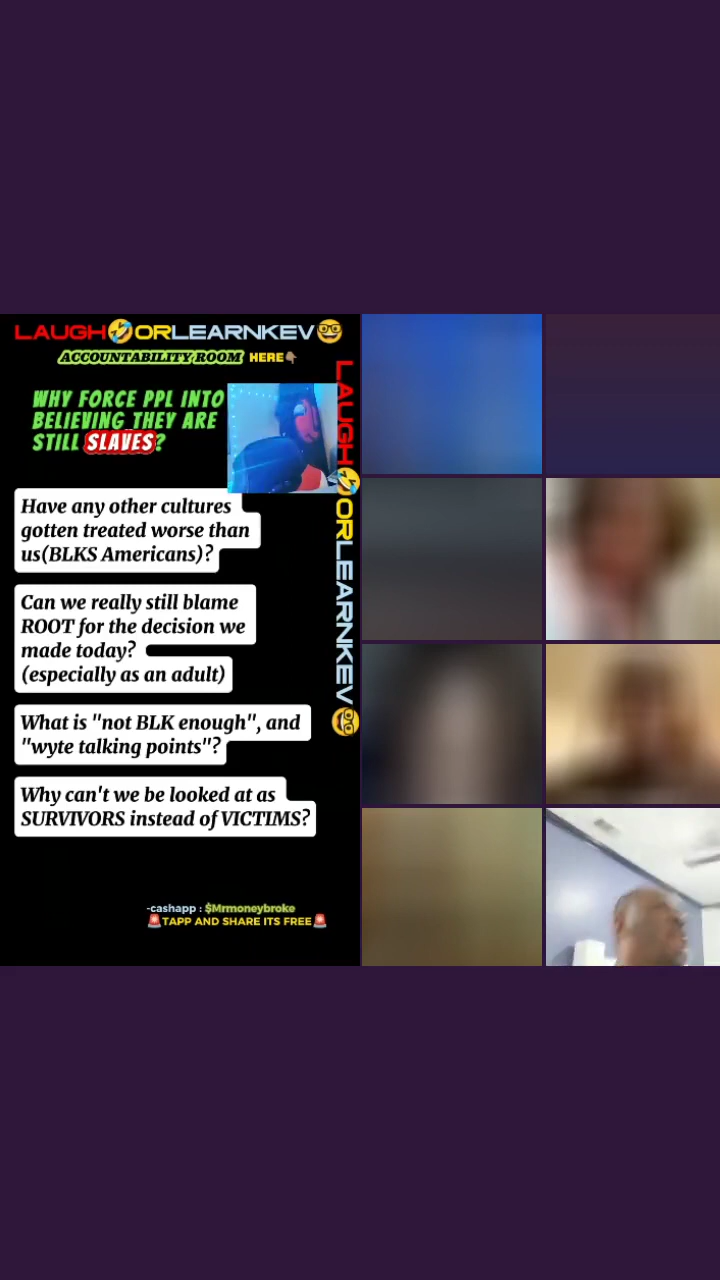 LAUGH🤣ORLEARNKEV🤓
ACCOUNTABILITY ROOM HERE👇🏽
WHY FORCE PPL INTO
BELIEVING THEY ARE
STILL SLAVES?
Have any other cultures
gotten treated worse than
us(BLKS Americans)?
Can we really still blame
ROOT for the decision we
made today?
(especially as an adult)
What is "not BLK enough", and
"wyte talking points"?
Why can't we be looked at as
SURVIVORS instead of VICTIMS?
-cashapp : $Mrmoneybroke
🚨TAPP AND SHARE ITS FREE🚨
LAUGH🤣ORLEARNKEV🤓